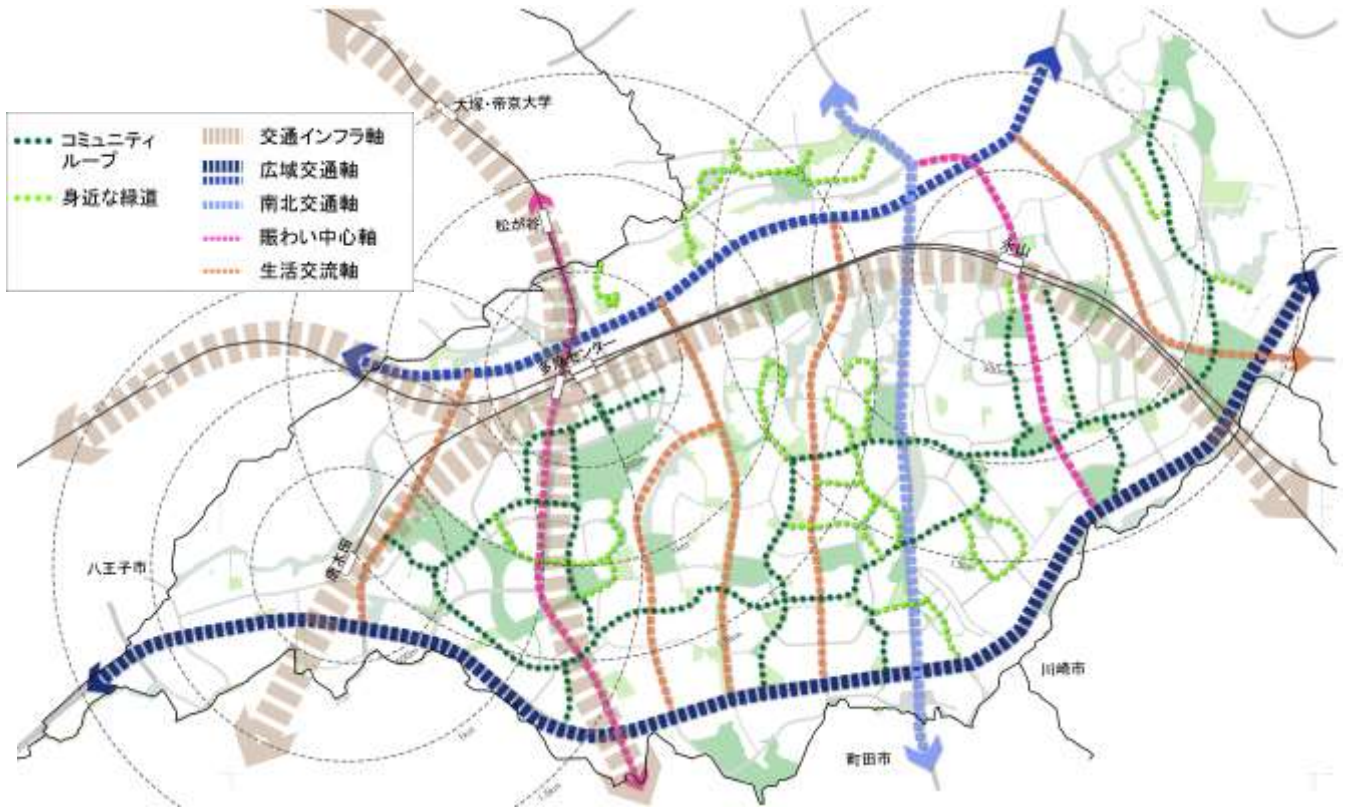 大塚・帝京大学
コミュニティ
ループ
身近な緑道
交通インフラ軸
広域交通軸
南北交通軸
賑わい中心軸
生活交流軸
松が谷
永山
多摩センター
唐木田
八王子市
川崎市
町田市
1km
1.5km